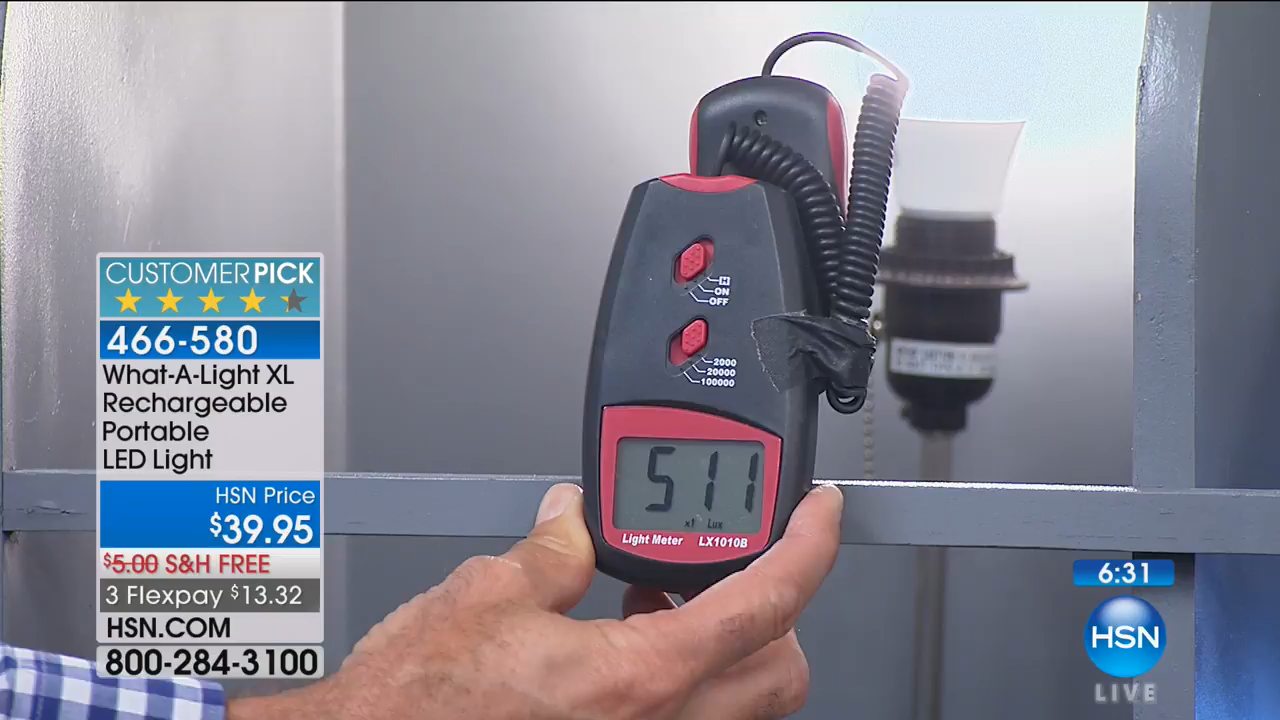 CUSTOMERPICK
466-580
What-A-Light XL
Rechargeable
Portable
LED Light
HSN Price
$39.95
$5.00 S&H FREE
3 Flexpay $13.32
HSN.COM
800-284-3100
H
ON
OFF
2000
20000
100000
511
x1 Lux
Light Meter LX1010B
6:31
HSN
LIVE